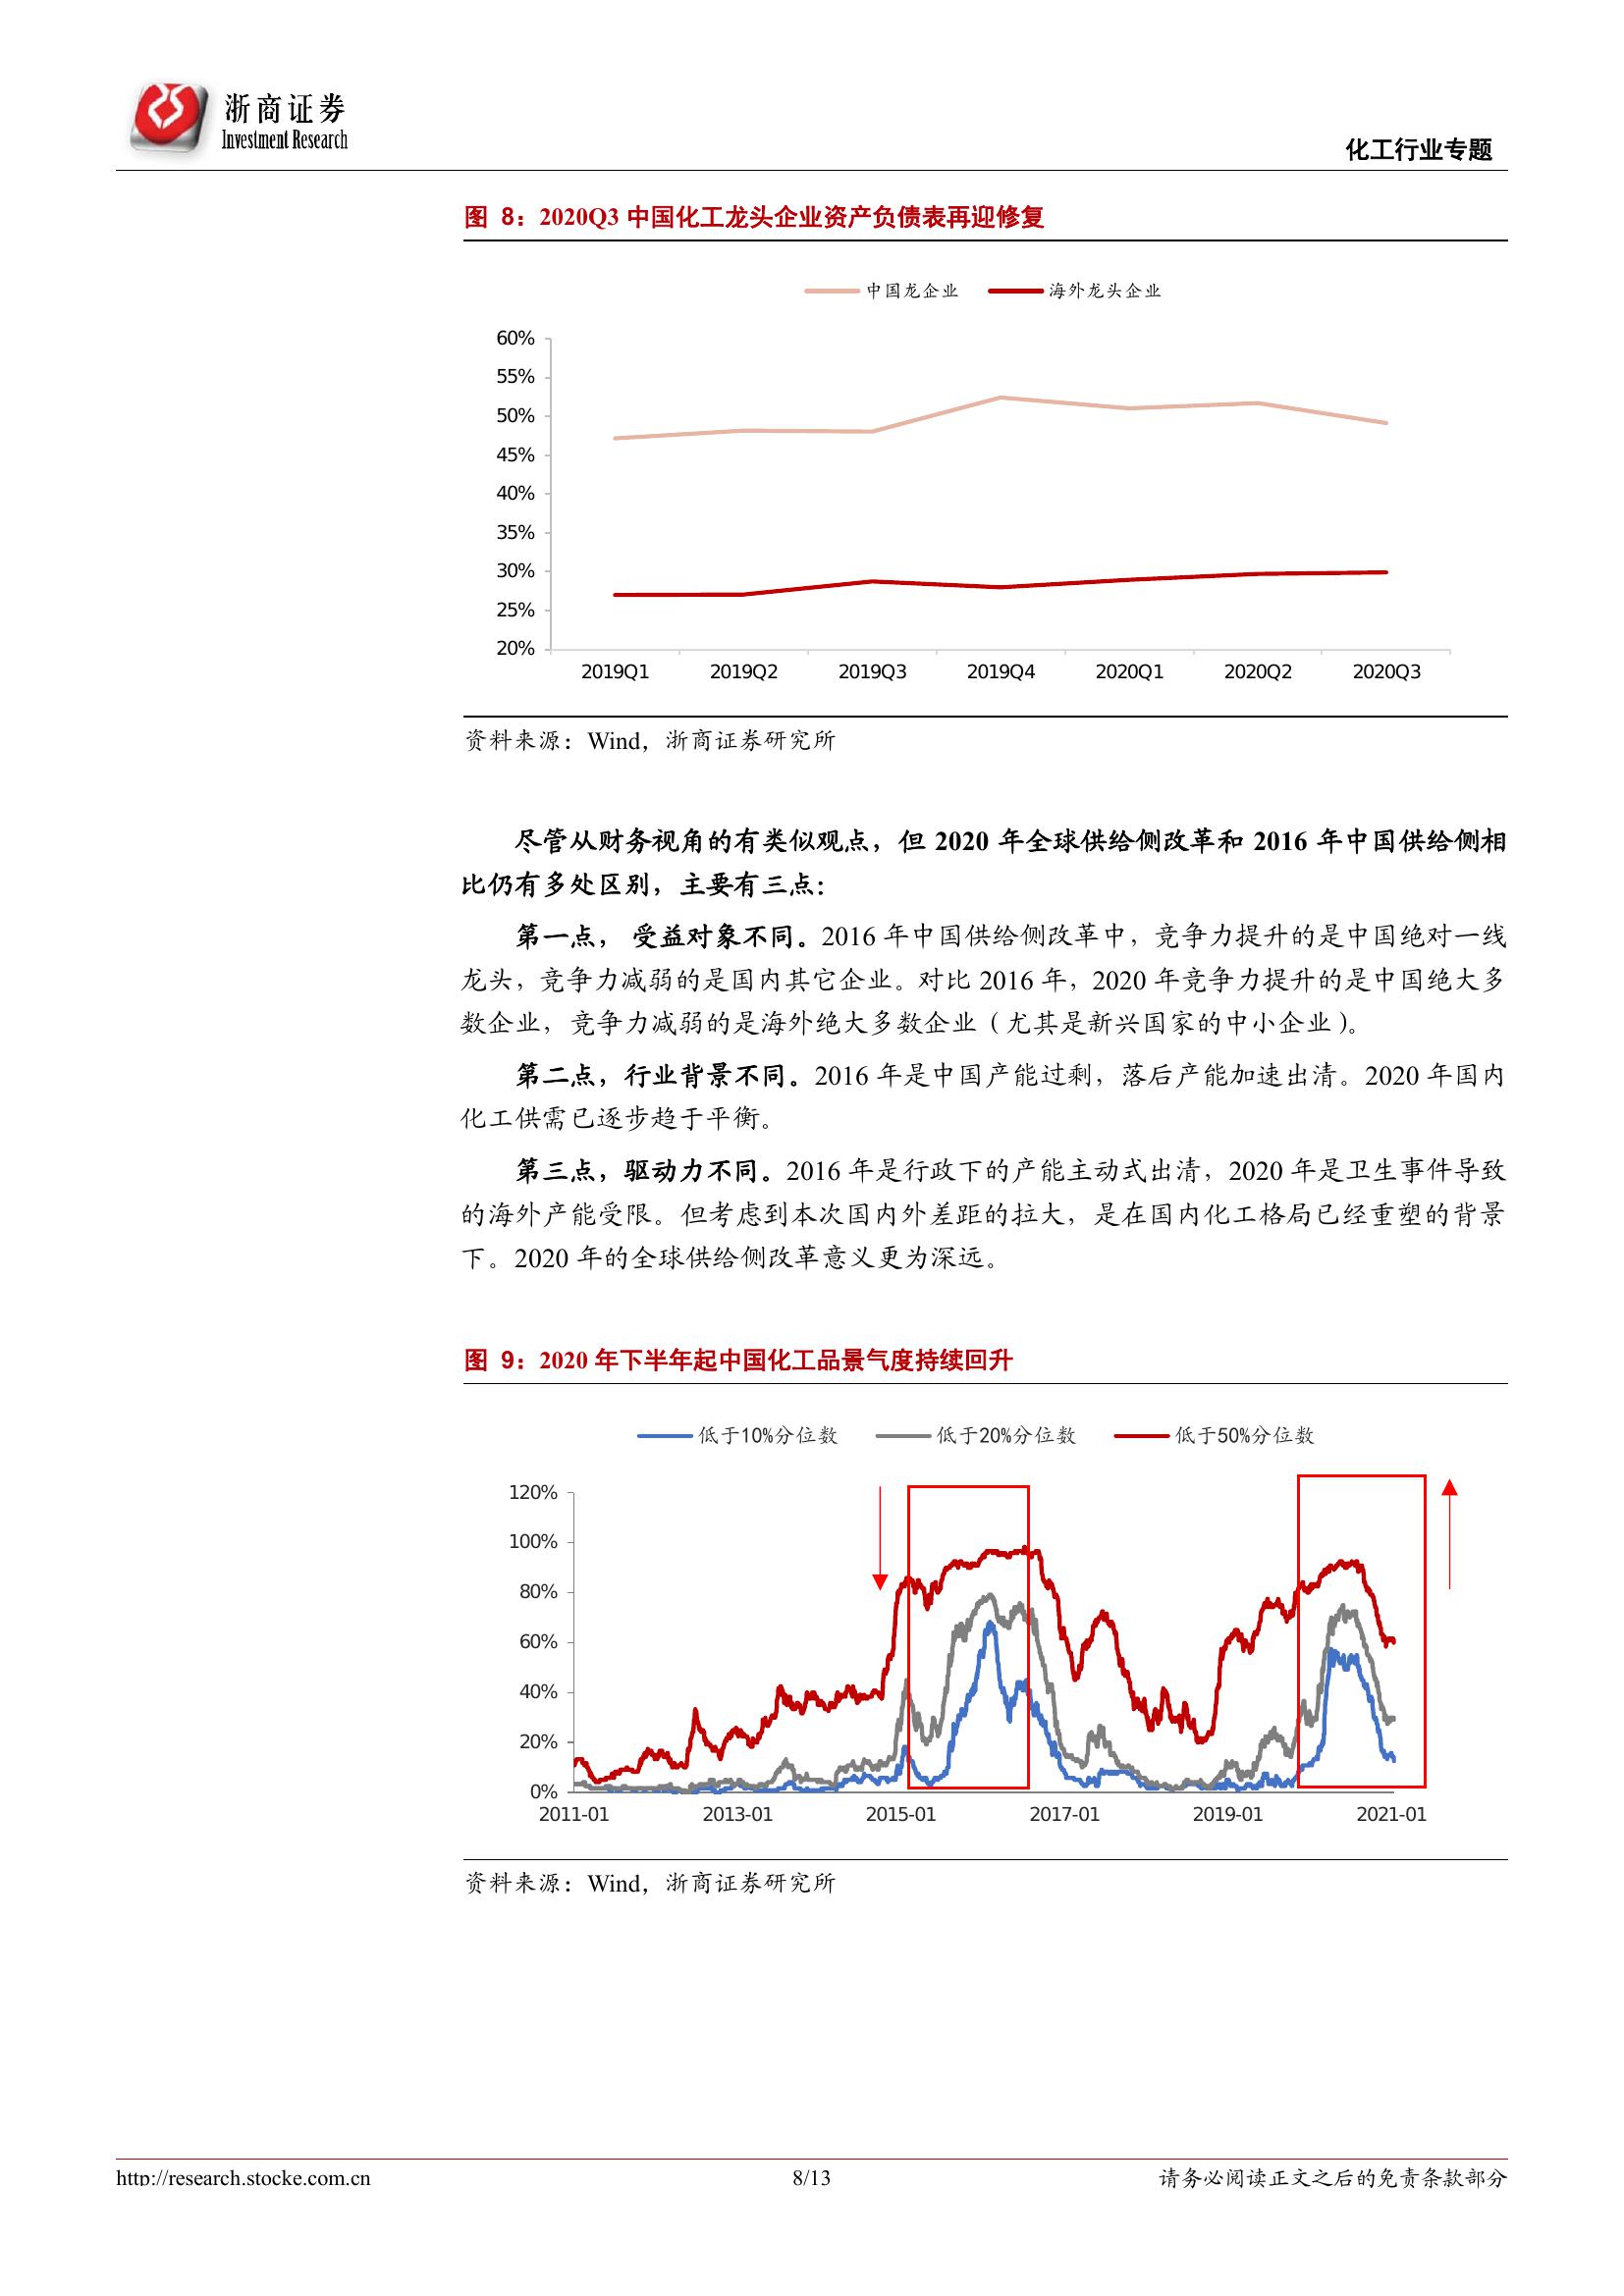 浙商证券
Investment Research
化工行业专题
图 8：2020Q3 中国化工龙头企业资产负债表再迎修复
中国龙企业 海外龙头企业
60%
55%
50%
45%
40%
35%
30%
25%
20%
2019Q1 2019Q2 2019Q3 2019Q4 2020Q1 2020Q2 2020Q3
资料来源：Wind，浙商证券研究所
尽管从财务视角的有类似观点，但 2020 年全球供给侧改革和 2016 年中国供给侧相
比仍有多处区别，主要有三点：
第一点， 受益对象不同。2016 年中国供给侧改革中，竞争力提升的是中国绝对一线
龙头，竞争力减弱的是国内其它企业。对比 2016 年，2020 年竞争力提升的是中国绝大多
数企业，竞争力减弱的是海外绝大多数企业（尤其是新兴国家的中小企业）。
第二点，行业背景不同。2016 年是中国产能过剩，落后产能加速出清。2020 年国内
化工供需已逐步趋于平衡。
第三点，驱动力不同。2016 年是行政下的产能主动式出清，2020 年是卫生事件导致
的海外产能受限。但考虑到本次国内外差距的拉大，是在国内化工格局已经重塑的背景
下。2020 年的全球供给侧改革意义更为深远。
图 9：2020 年下半年起中国化工品景气度持续回升
低于10%分位数 低于20%分位数 低于50%分位数
120%
100%
80%
60%
40%
20%
0%
2011-01 2013-01 2015-01 2017-01 2019-01 2021-01
资料来源：Wind，浙商证券研究所
http://research.stocke.com.cn 8/13 请务必阅读正文之后的免责条款部分